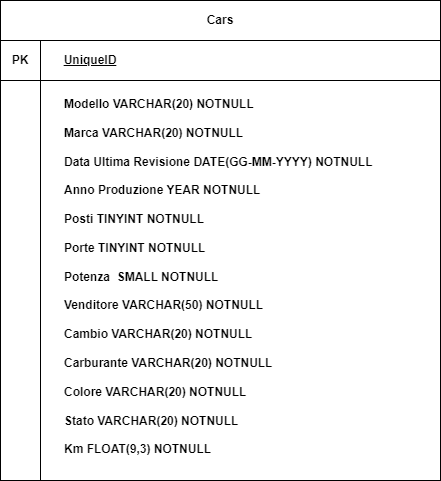 Cars
PK UniqueID
Modello VARCHAR(20) NOTNULL
Marca VARCHAR(20) NOTNULL
Data Ultima Revisione DATE(GG-MM-YYYY) NOTNULL
Anno Produzione YEAR NOTNULL
Posti TINYINT NOTNULL
Porte TINYINT NOTNULL
Potenza  SMALL NOTNULL
Venditore VARCHAR(50) NOTNULL
Cambio VARCHAR(20) NOTNULL
Carburante VARCHAR(20) NOTNULL
Colore VARCHAR(20) NOTNULL
Stato VARCHAR(20) NOTNULL
Km FLOAT(9,3) NOTNULL